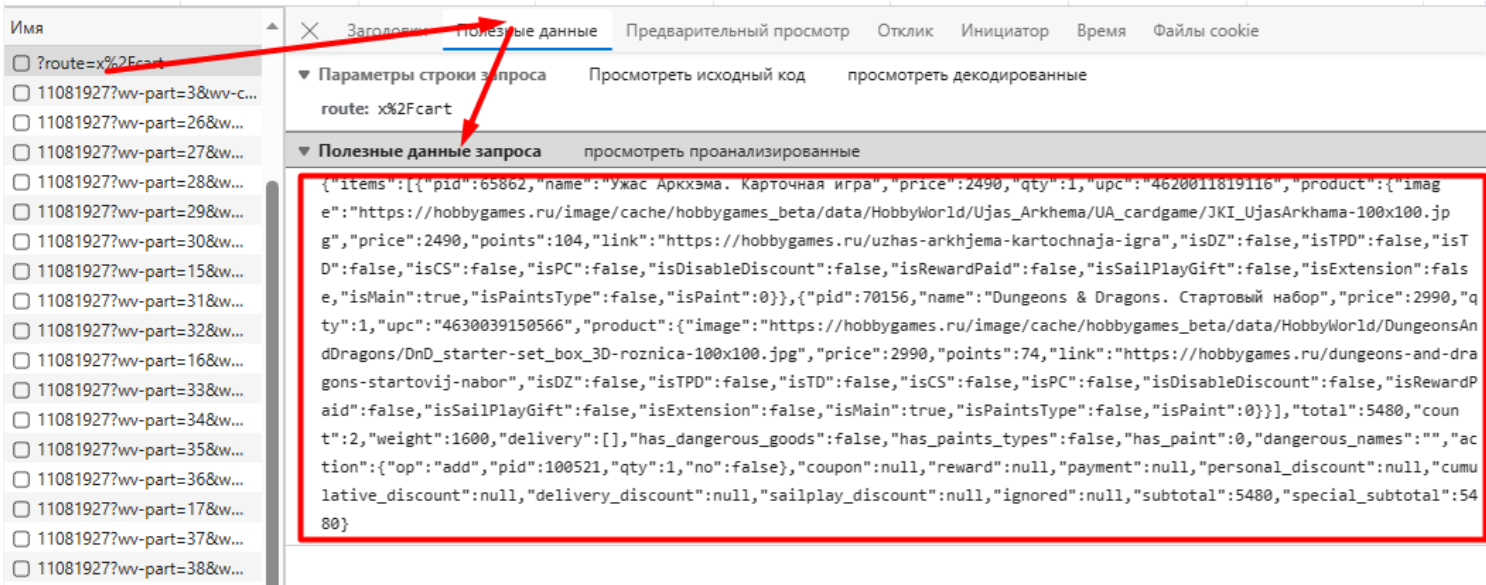 Имя
Заголовки Полезные данные Предварительный просмотр Отклик Инициатор Время Файлы cookie
?route=x%2Fcart
▼ Параметры строки запроса Просмотреть исходный код просмотреть декодированные
11081927?wv-part=3&wv-c...
route: x%2Fcart
11081927?wv-part=26&w...
11081927?wv-part=27&w...
▼ Полезные данные запроса просмотреть проанализированные
11081927?wv-part=28&w...
11081927?wv-part=29&w...
11081927?wv-part=30&w...
11081927?wv-part=15&w...
11081927?wv-part=31&w...
11081927?wv-part=32&w...
11081927?wv-part=16&w...
11081927?wv-part=33&w...
11081927?wv-part=34&w...
11081927?wv-part=35&w...
11081927?wv-part=36&w...
11081927?wv-part=17&w...
11081927?wv-part=37&w...
11081927?wv-part=38&w...
{"items":[{"pid":65862,"name":"Ужас Аркхэма. Карточная игра","price":2490,"qty":1,"upc":"4620011819116","product":{"imag
e":"https://hobbygames.ru/image/cache/hobbygames_beta/data/HobbyWorld/Ujas_Arkhema/UA_cardgame/JKI_UjasArkhama-100x100.jp
g","price":2490,"points":104,"link":"https://hobbygames.ru/uzhas-arkhjema-kartochnaja-igra","isDZ":false,"isTPD":false,"isT
D":false,"isCS":false,"isPC":false,"isDisableDiscount":false,"isRewardPaid":false,"isSailPlayGift":false,"isExtension":fals
e,"isMain":true,"isPaintsType":false,"isPaint":0}},{"pid":70156,"name":"Dungeons & Dragons. Стартовый набор","price":2990,"q
ty":1,"upc":"4630039150566","product":{"image":"https://hobbygames.ru/image/cache/hobbygames_beta/data/HobbyWorld/DungeonsAn
dDragons/DnD_starter-set_box_3D-roznica-100x100.jpg","price":2990,"points":74,"link":"https://hobbygames.ru/dungeons-and-dra
gons-startovij-nabor","isDZ":false,"isTPD":false,"isTD":false,"isCS":false,"isPC":false,"isDisableDiscount":false,"isRewardP
aid":false,"isSailPlayGift":false,"isExtension":false,"isMain":true,"isPaintsType":false,"isPaint":0}}],"total":5480,"coun
t":2,"weight":1600,"delivery":[],"has_dangerous_goods":false,"has_paints_types":false,"has_paint":0,"dangerous_names":"","ac
tion":{"op":"add","pid":100521,"qty":1,"no":false},"coupon":null,"reward":null,"payment":null,"personal_discount":null,"cumu
lative_discount":null,"delivery_discount":null,"sailplay_discount":null,"ignored":null,"subtotal":5480,"special_subtotal":54
80}